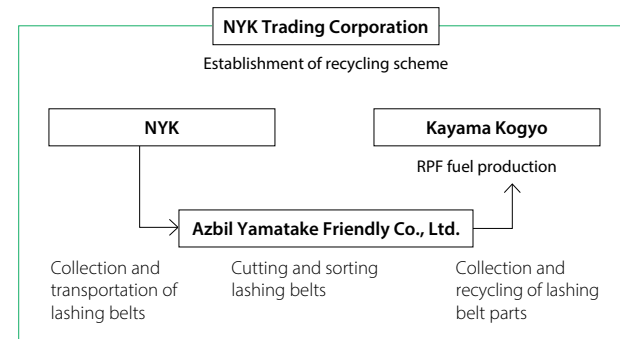 NYK Trading Corporation
Establishment of recycling scheme
NYK
Kayama Kogyo
RPF fuel production
Azbil Yamatake Friendly Co., Ltd.
Collection and
transportation of
lashing belts
Cutting and sorting
lashing belts
Collection and
recycling of lashing
belt parts